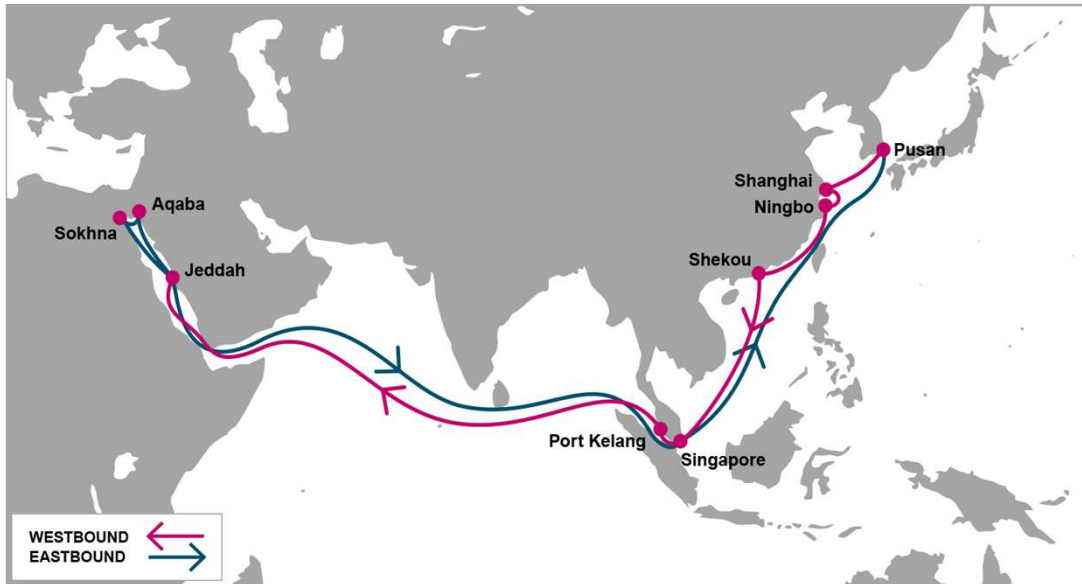 Pusan
Shanghai
Ningbo
Aqaba
Sokhna
Shekou
Jeddah
Port Kelang
Singapore
WESTBOUND
EASTBOUND